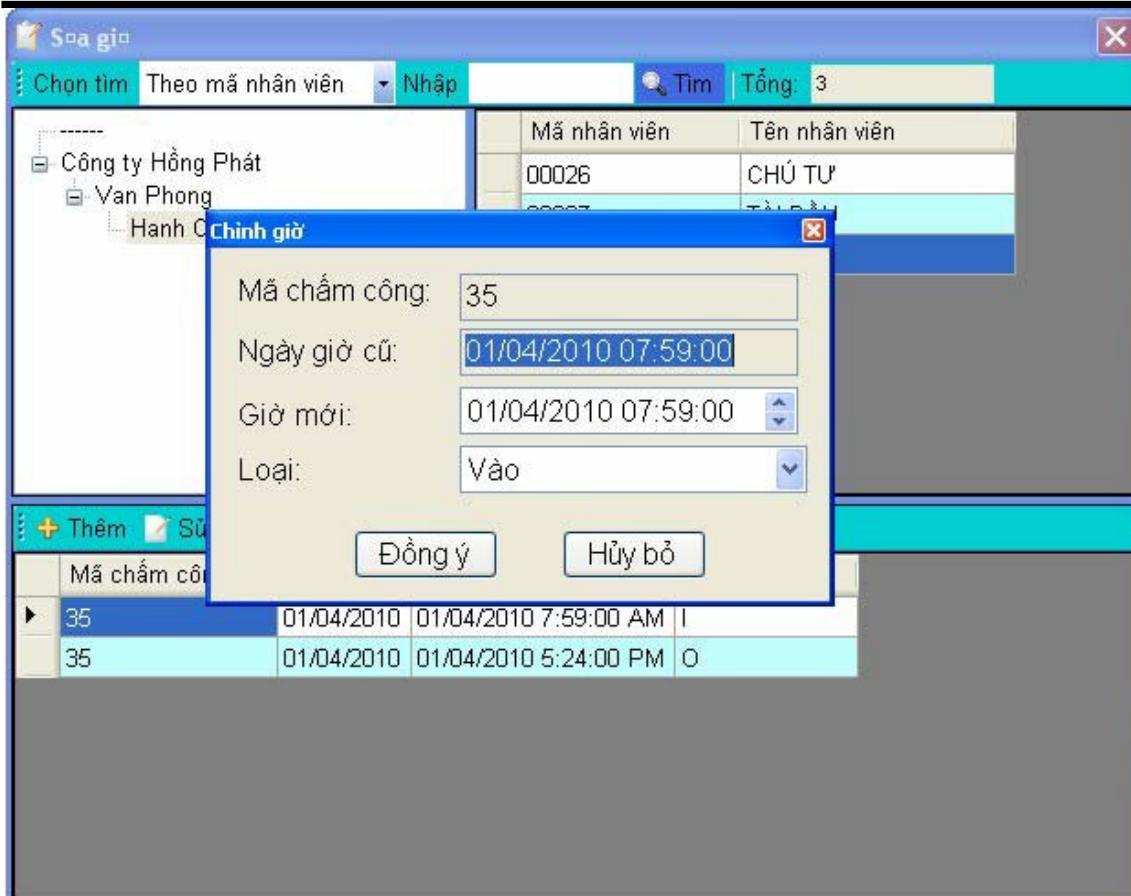 S¤a gi¤
Chọn tìm Theo mã nhân viên Nhập Tìm Tổng: 3
------
Công ty Hồng Phát
Van Phong
Hanh
Mã nhân viên Tên nhân viên
00026 CHÚ TƯ
Chỉnh giờ
Mã chấm công: 35
Ngày giờ cũ: 01/04/2010 07:59:00
Giờ mới: 01/04/2010 07:59:00
Loại: Vào
Đồng ý Hủy bỏ
Thêm
Mã chấm
35 01/04/2010 01/04/2010 7:59:00 AM I
35 01/04/2010 01/04/2010 5:24:00 PM O